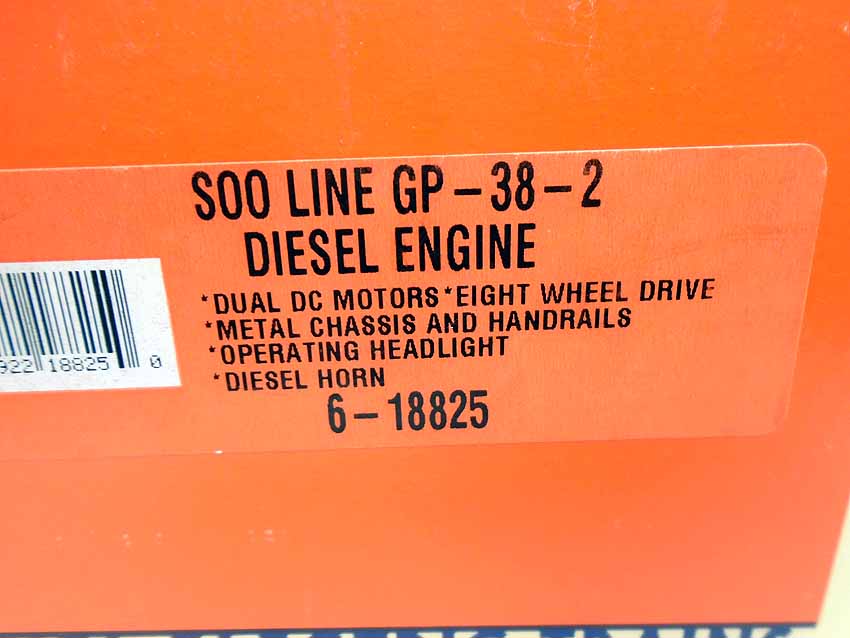 SOO LINE GP-38-2
DIESEL ENGINE
*DUAL DC MOTORS *EIGHT WHEEL DRIVE
*METAL CHASSIS AND HANDRAILS
*OPERATING HEADLIGHT
*DIESEL HORN
6-18825
922 18825 0